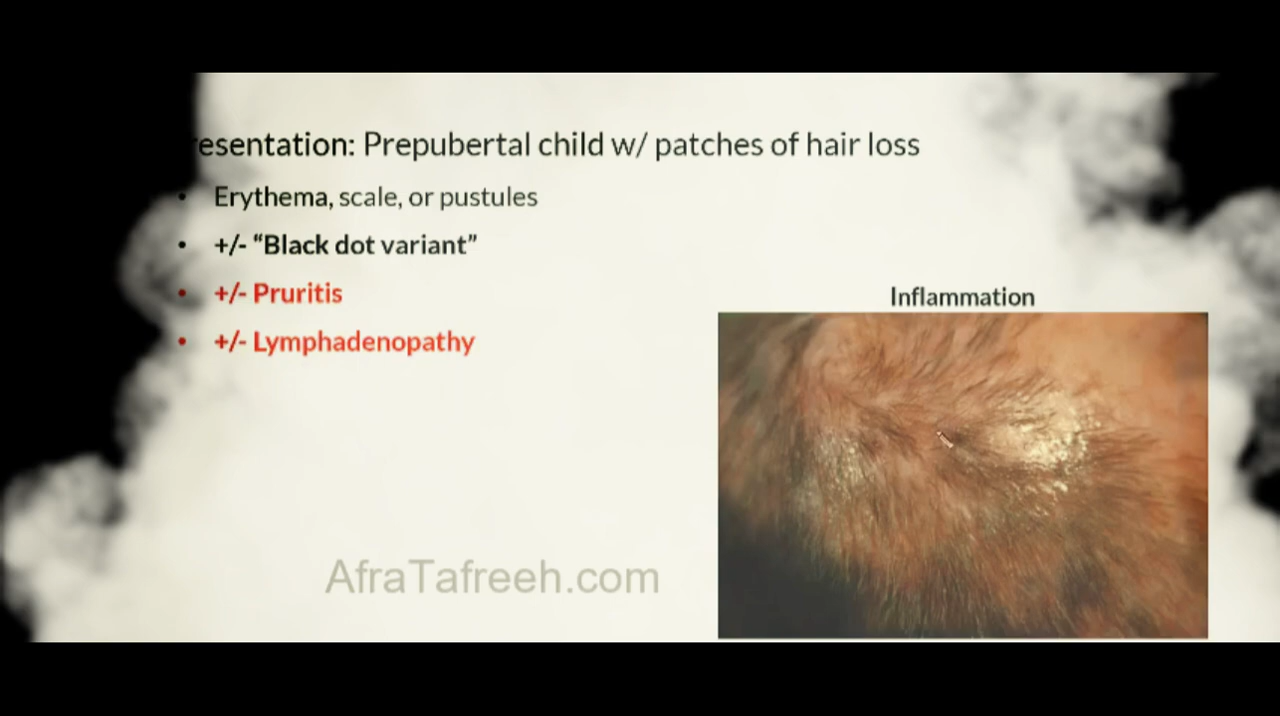 esentation: Prepubertal child w/ patches of hair loss
• Erythema, scale, or pustules
• +/- “Black dot variant”
• +/- Pruritis
• +/- Lymphadenopathy
Inflammation
AfraTafreeh.com